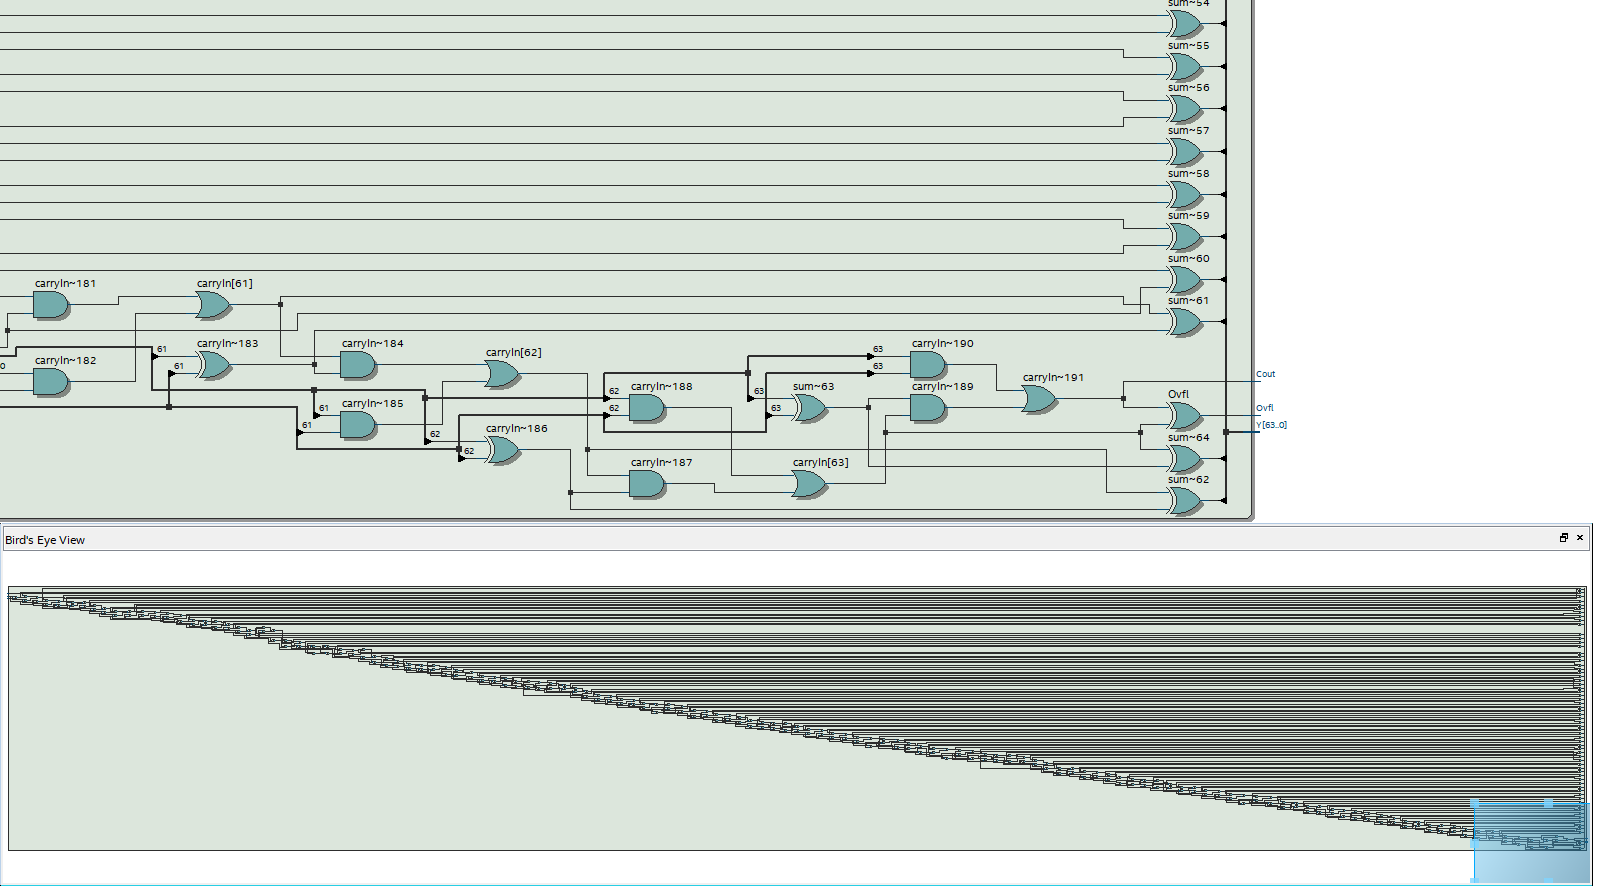 sum~54
sum~55
sum~56
sum~57
sum~58
sum~59
sum~60
carryIn~181
carryIn[61]
sum~61
carryIn~183
carryIn~184
carryIn~190
61
63
carryIn[62]
0
carryIn~182
61
63
Cout
carryIn~191
carryIn~188
sum~63
carryIn~189
62
63
Ovfl
carryIn~185
61
62
63
Ovfl
61
Y[63..0]
carryIn~186
62
sum~64
62
carryIn~187
carryIn[63]
sum~62
Bird's Eye View